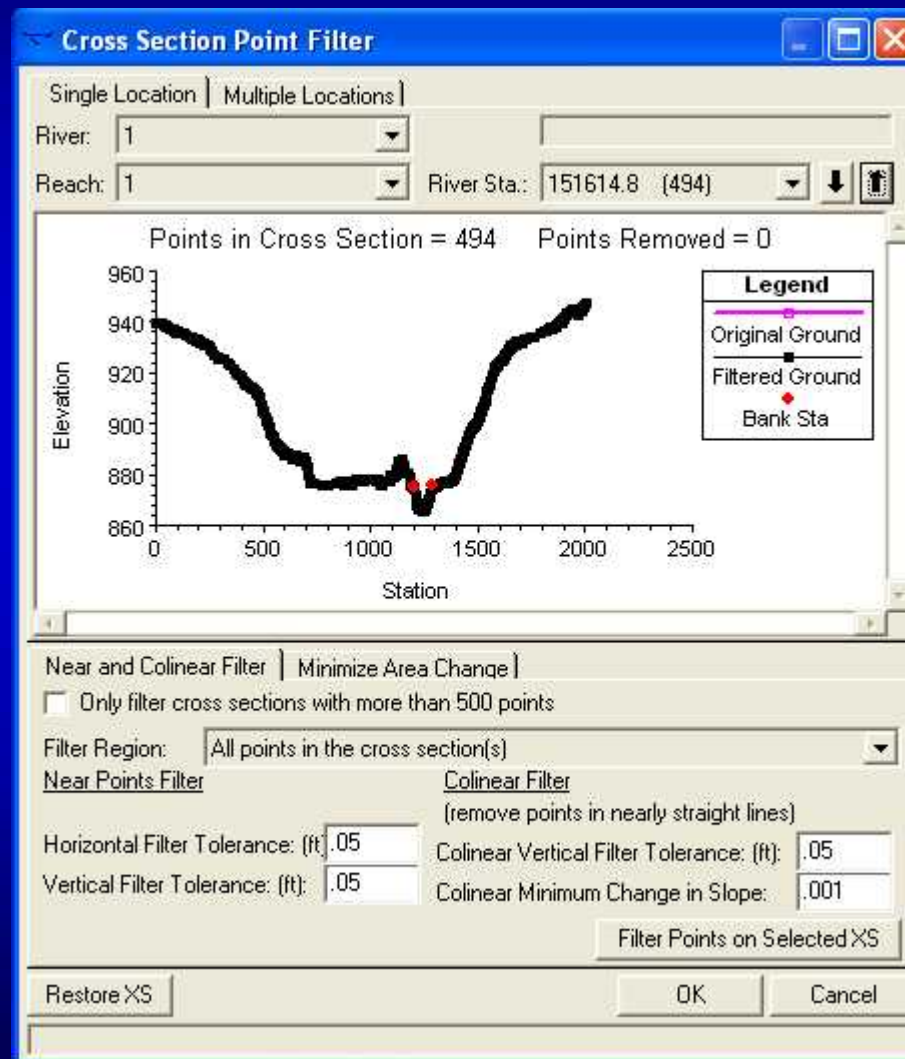 Cross Section Point Filter
Single Location Multiple Locations
River: 1
Reach: 1 River Sta.: 151614.8 (494)
Points in Cross Section = 494 Points Removed = 0
960
940
920
900
880
860
0 500 1000 1500 2000 2500
Elevation
Station
Legend
Original Ground
Filtered Ground
Bank Sta
Near and Colinear Filter Minimize Area Change
Only filter cross sections with more than 500 points
Filter Region: All points in the cross section(s)
Near Points Filter Colinear Filter
(remove points in nearly straight lines)
Horizontal Filter Tolerance: (ft .05 Colinear Vertical Filter Tolerance: (ft): .05
Vertical Filter Tolerance: (ft): .05 Colinear Minimum Change in Slope: .001
Filter Points on Selected XS
Restore XS OK Cancel